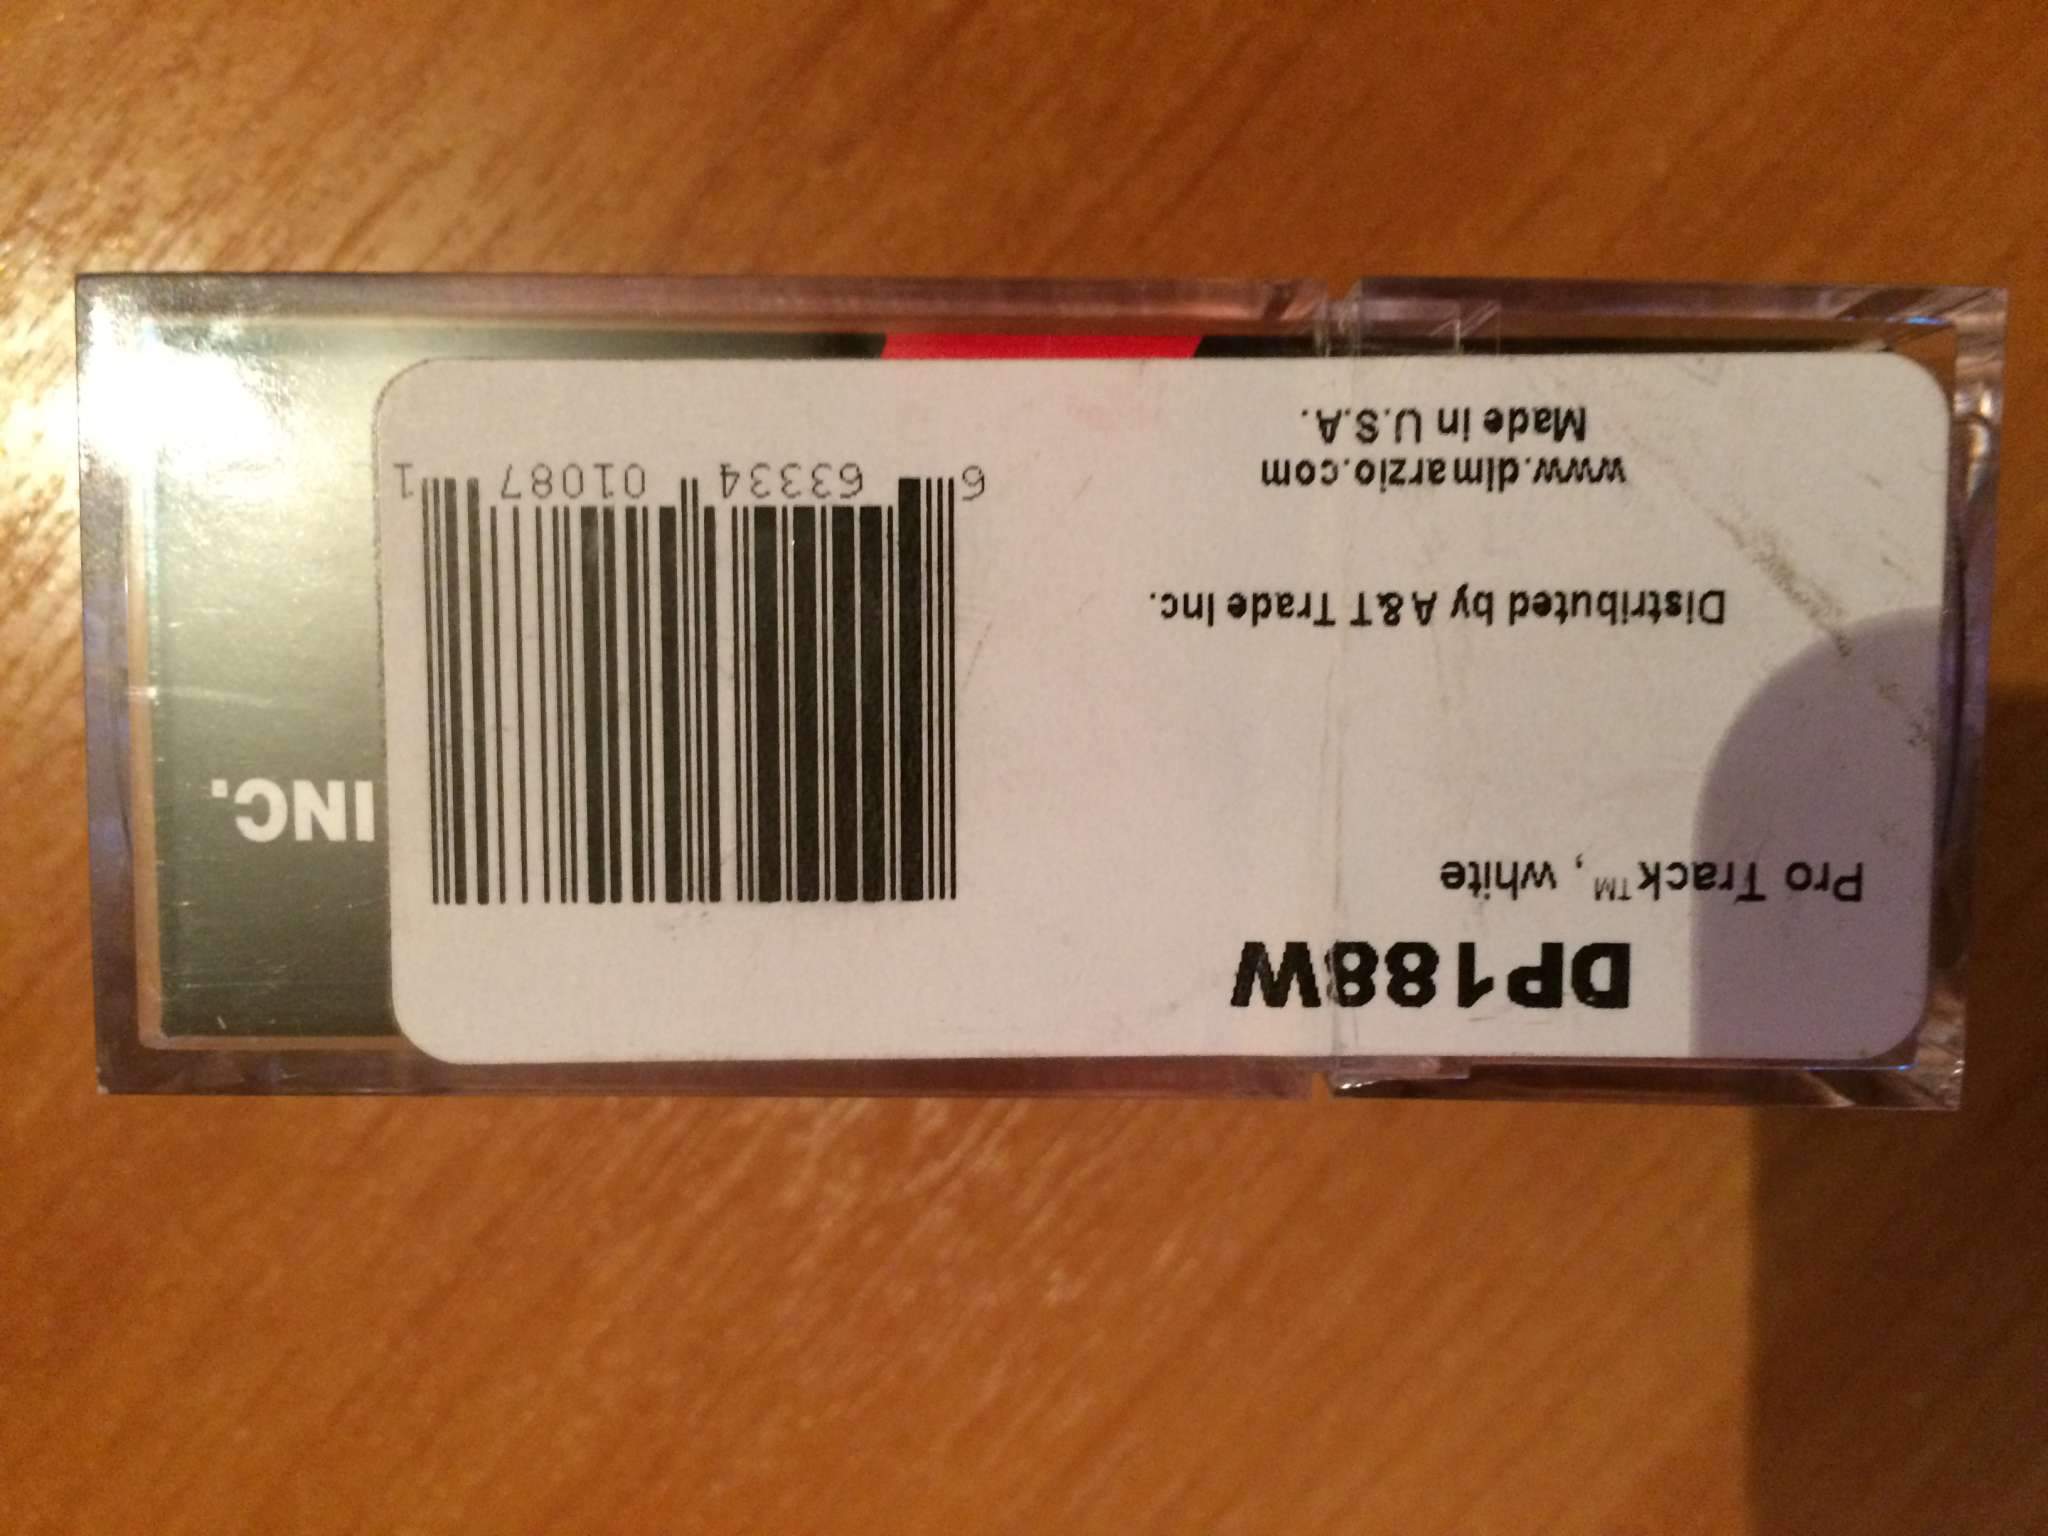 DP188W
Pro Track™, white
Distributed by A&T Trade Inc.
www.dimarzio.com
Made in U.S.A.
6 63334 01087 1
INC.